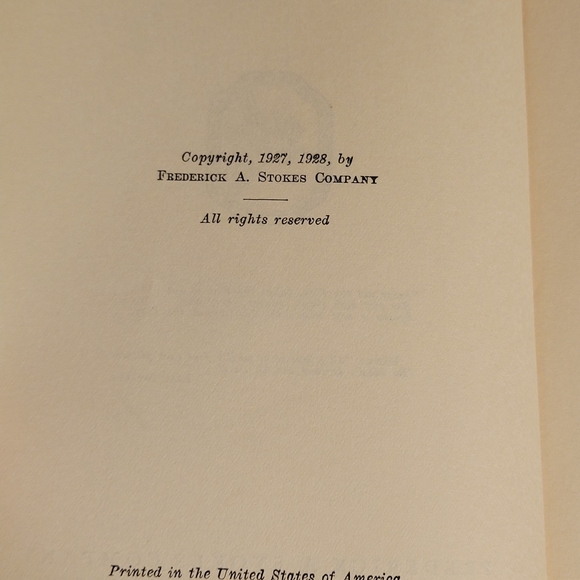 Copyright, 1927, 1928, by
FREDERICK A. STOKES COMPANY
All rights reserved
Printed in the United States of America